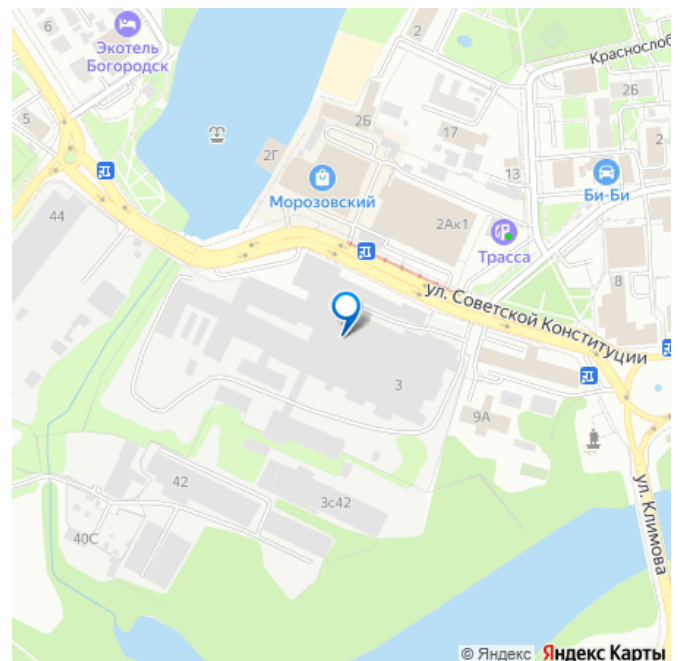 6
Экотель
Богородск
5
44
2
Краснослоб
2Б
17
2Б
2
2Г
13
Морозовский
Би-Би
2Ак1
Трасса
8
ул. Советской Конституции
3
9А
42
3с42
40С
ул. Климова
© Яндекс Яндекс Карты